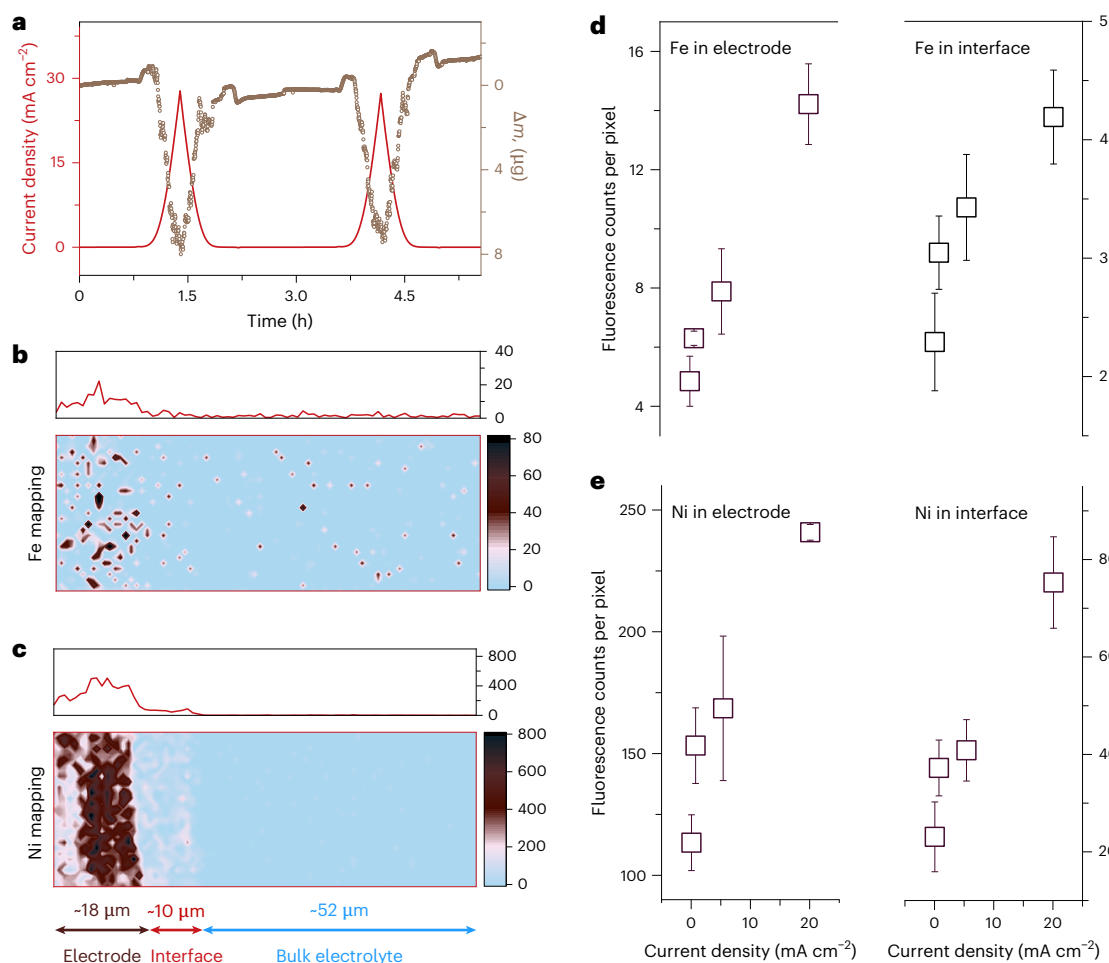 a
Current density (mA cm−2)
30
15
0
0
4
8
Δm, (µg)
0
1.5
3.0
4.5
Time (h)
b
40
20
0
Fe mapping
80
60
40
20
0
c
800
400
0
Ni mapping
800
600
400
200
0
~18 µm
~10 µm
~52 µm
Electrode
Interface
Bulk electrolyte
d
Fe in electrode
Fe in interface
Fluorescence counts per pixel
16
12
8
4
5
4
3
2
e
Ni in electrode
Ni in interface
Fluorescence counts per pixel
250
200
150
100
0
20
Current density (mA cm−2)
0
20
Current density (mA cm−2)